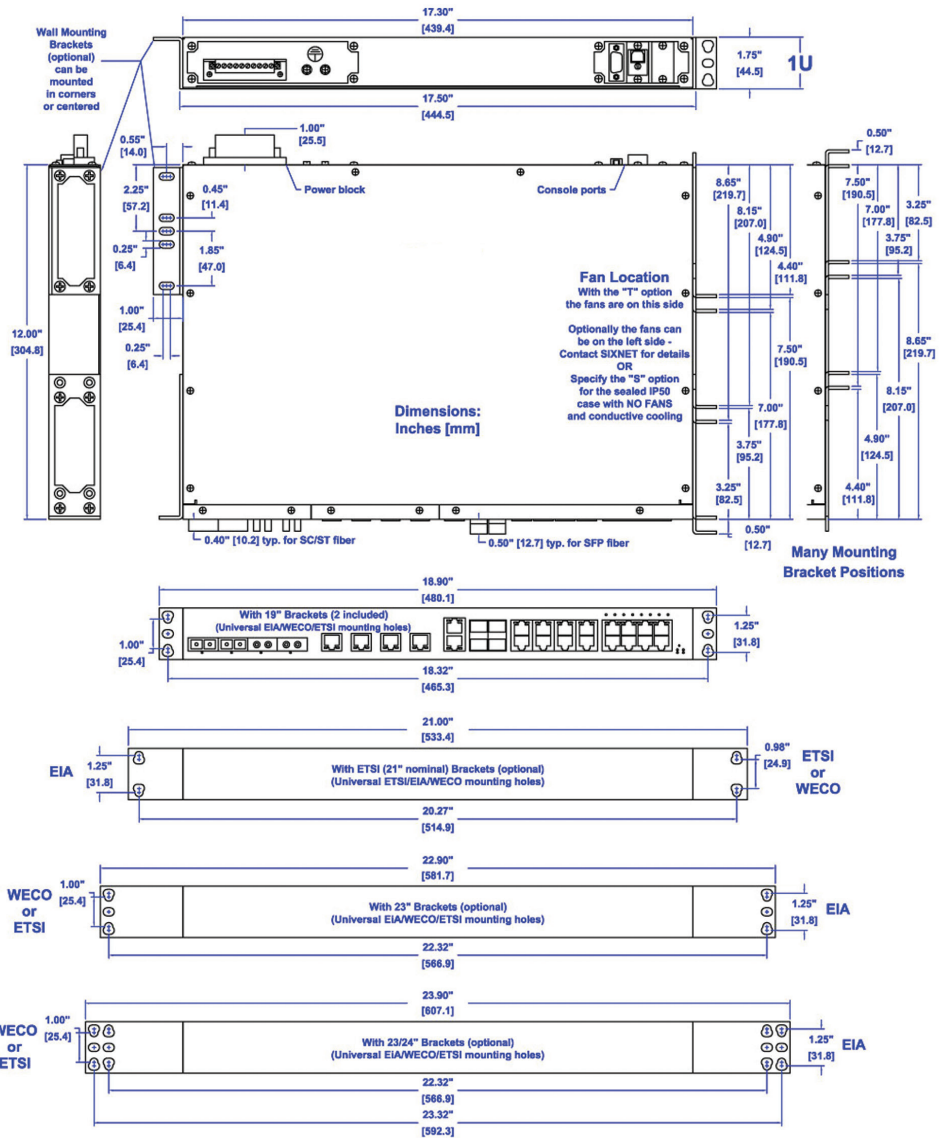 17.30"
[439.4]
Wall Mounting
Brackets
(optional)
can be
mounted
in corners
or centered
1.75"
[44.5]
1U
17.50"
[444.5]
0.55"
[14.0]
1.00"
[25.5]
0.50"
[12.7]
Power block
Console ports
2.25"
[57.2]
0.45"
[11.4]
0.25"
[6.4]
1.85"
[47.0]
1.00"
[25.4]
0.25"
[6.4]
12.00"
[304.8]
8.65"
[219.7]
8.15"
[207.0]
4.90"
[124.5]
4.40"
[111.8]
7.50"
[190.5]
7.00"
[177.8]
3.75"
[95.2]
3.25"
[82.5]
0.50"
[12.7]
7.50"
[190.5]
7.00"
[177.8]
3.25"
[82.5]
3.75"
[95.2]
8.65"
[219.7]
8.15"
[207.0]
4.90"
[124.5]
4.40"
[111.8]
Fan Location
With the "T" option
the fans are on this side
Optionally the fans can
be on the left side -
Contact SIXNET for details
OR
Specify the "S" option
for the sealed IP50
case with NO FANS
and conductive cooling
Dimensions:
Inches [mm]
0.40" [10.2] typ. for SC/ST fiber
0.50" [12.7] typ. for SFP fiber
Many Mounting
Bracket Positions
18.90"
[480.1]
With 19" Brackets (2 included)
(Universal EIA/WECO/ETSI mounting holes)
1.00"
[25.4]
1.25"
[31.8]
18.32"
[465.3]
21.00"
[533.4]
EIA
1.25"
[31.8]
With ETSI (21" nominal) Brackets (optional)
(Universal ETSI/EIA/WECO mounting holes)
0.98"
[24.9]
ETSI
or
WECO
20.27"
[514.9]
22.90"
[581.7]
WECO
or
ETSI
1.00"
[25.4]
With 23" Brackets (optional)
(Universal EIA/WECO/ETSI mounting holes)
1.25"
[31.8]
EIA
22.32"
[566.9]
23.90"
[607.1]
WECO
or
ETSI
1.00"
[25.4]
With 23/24" Brackets (optional)
(Universal EIA/WECO/ETSI mounting holes)
1.25"
[31.8]
EIA
22.32"
[566.9]
23.32"
[592.3]